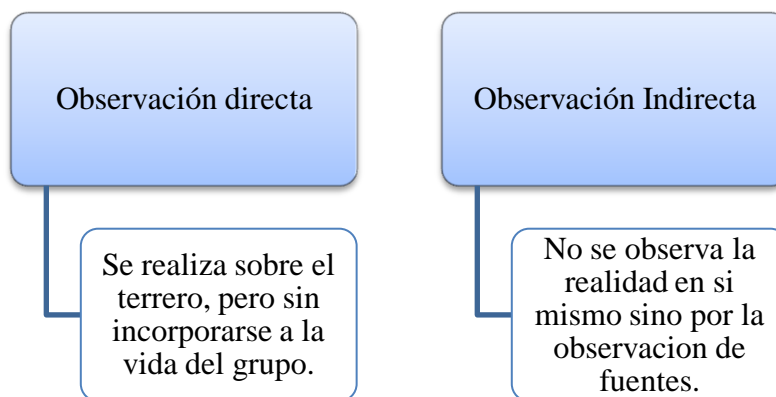 Observación directa
Se realiza sobre el
terrero, pero sin
incorporarse a la
vida del grupo.
Observación Indirecta
No se observa la
realidad en si
mismo sino por la
observacion de
fuentes.